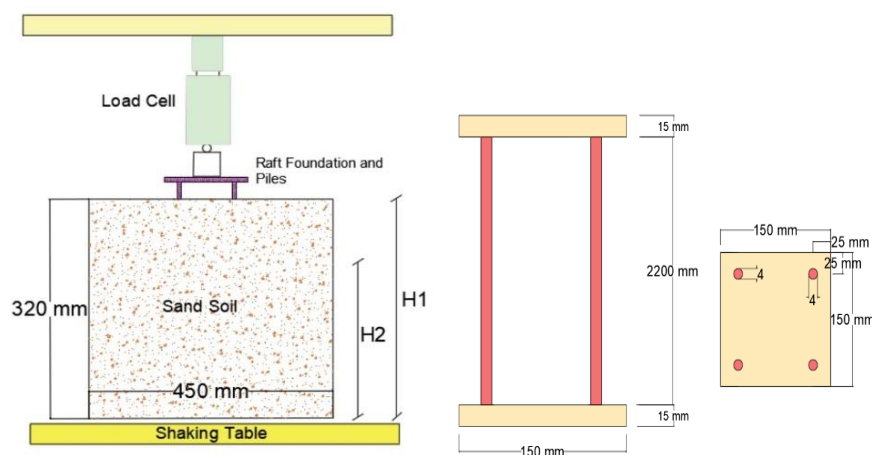 Load Cell
Raft Foundation and
Piles
320 mm
Sand Soil
H2
H1
450 mm
Shaking Table
15 mm
2200 mm
15 mm
150 mm
150 mm
25 mm
25 mm
4
4
150 mm